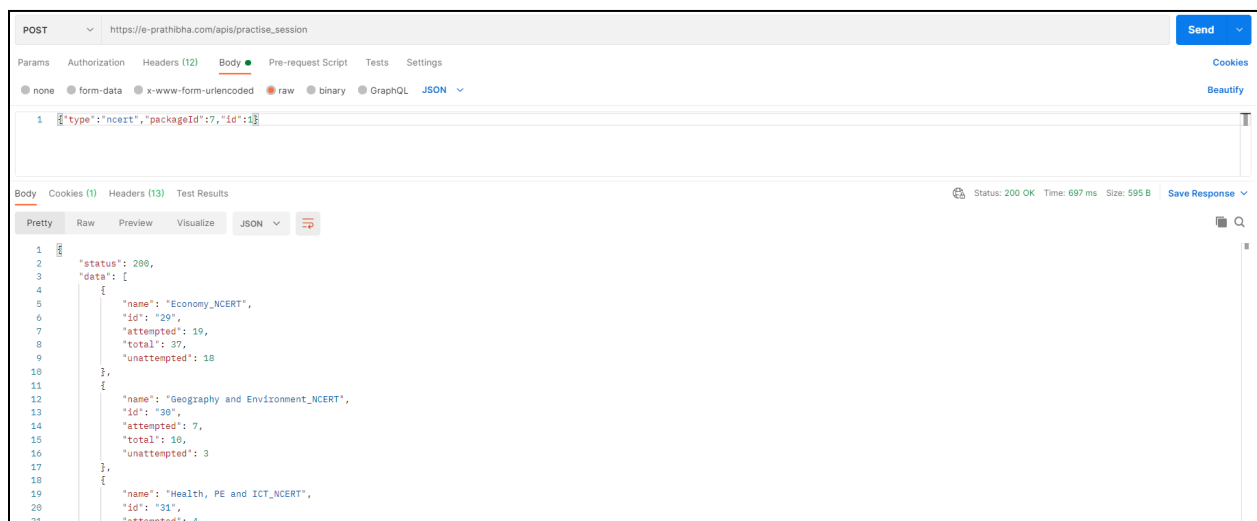 POST https://e-prathibha.com/apis/practise_session Send
Params Authorization Headers (12) Body Pre-request Script Tests Settings Cookies
none form-data x-www-form-urlencoded raw binary GraphQL JSON Beautify
1 {"type":"ncert","packageId":7,"id":1}
Body Cookies (1) Headers (13) Test Results Status: 200 OK Time: 697 ms Size: 595 B Save Response
Pretty Raw Preview Visualize JSON
1 {
2 "status": 200,
3 "data": [
4 {
5 "name": "Economy_NCERT",
6 "id": "29",
7 "attempted": 19,
8 "total": 37,
9 "unattempted": 18
10 },
11 {
12 "name": "Geography and Environment_NCERT",
13 "id": "30",
14 "attempted": 7,
15 "total": 10,
16 "unattempted": 3
17 },
18 {
19 "name": "Health, PE and ICT_NCERT",
20 "id": "31",
21 "attempted": 4